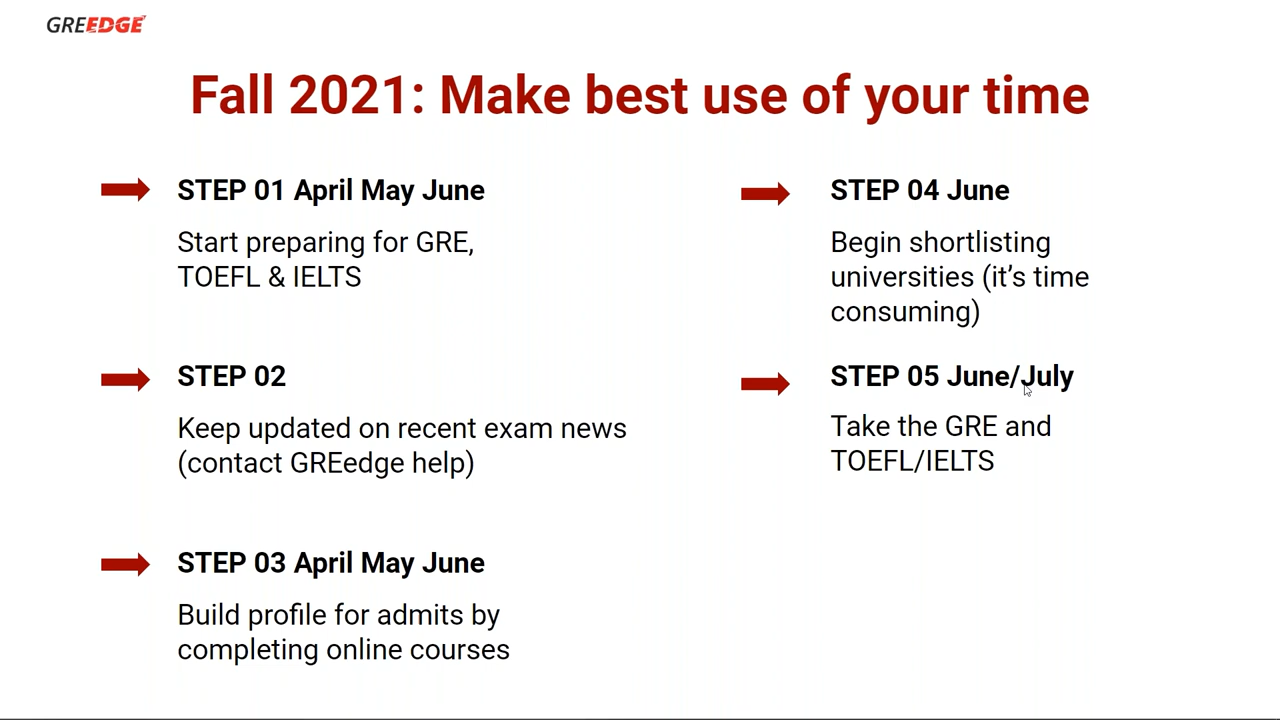 GREEDGE
Fall 2021: Make best use of your time
STEP 01 April May June
Start preparing for GRE,
TOEFL & IELTS
STEP 02
Keep updated on recent exam news
(contact GREedge help)
STEP 03 April May June
Build profile for admits by
completing online courses
STEP 04 June
Begin shortlisting
universities (it’s time
consuming)
STEP 05 June/July
Take the GRE and
TOEFL/IELTS